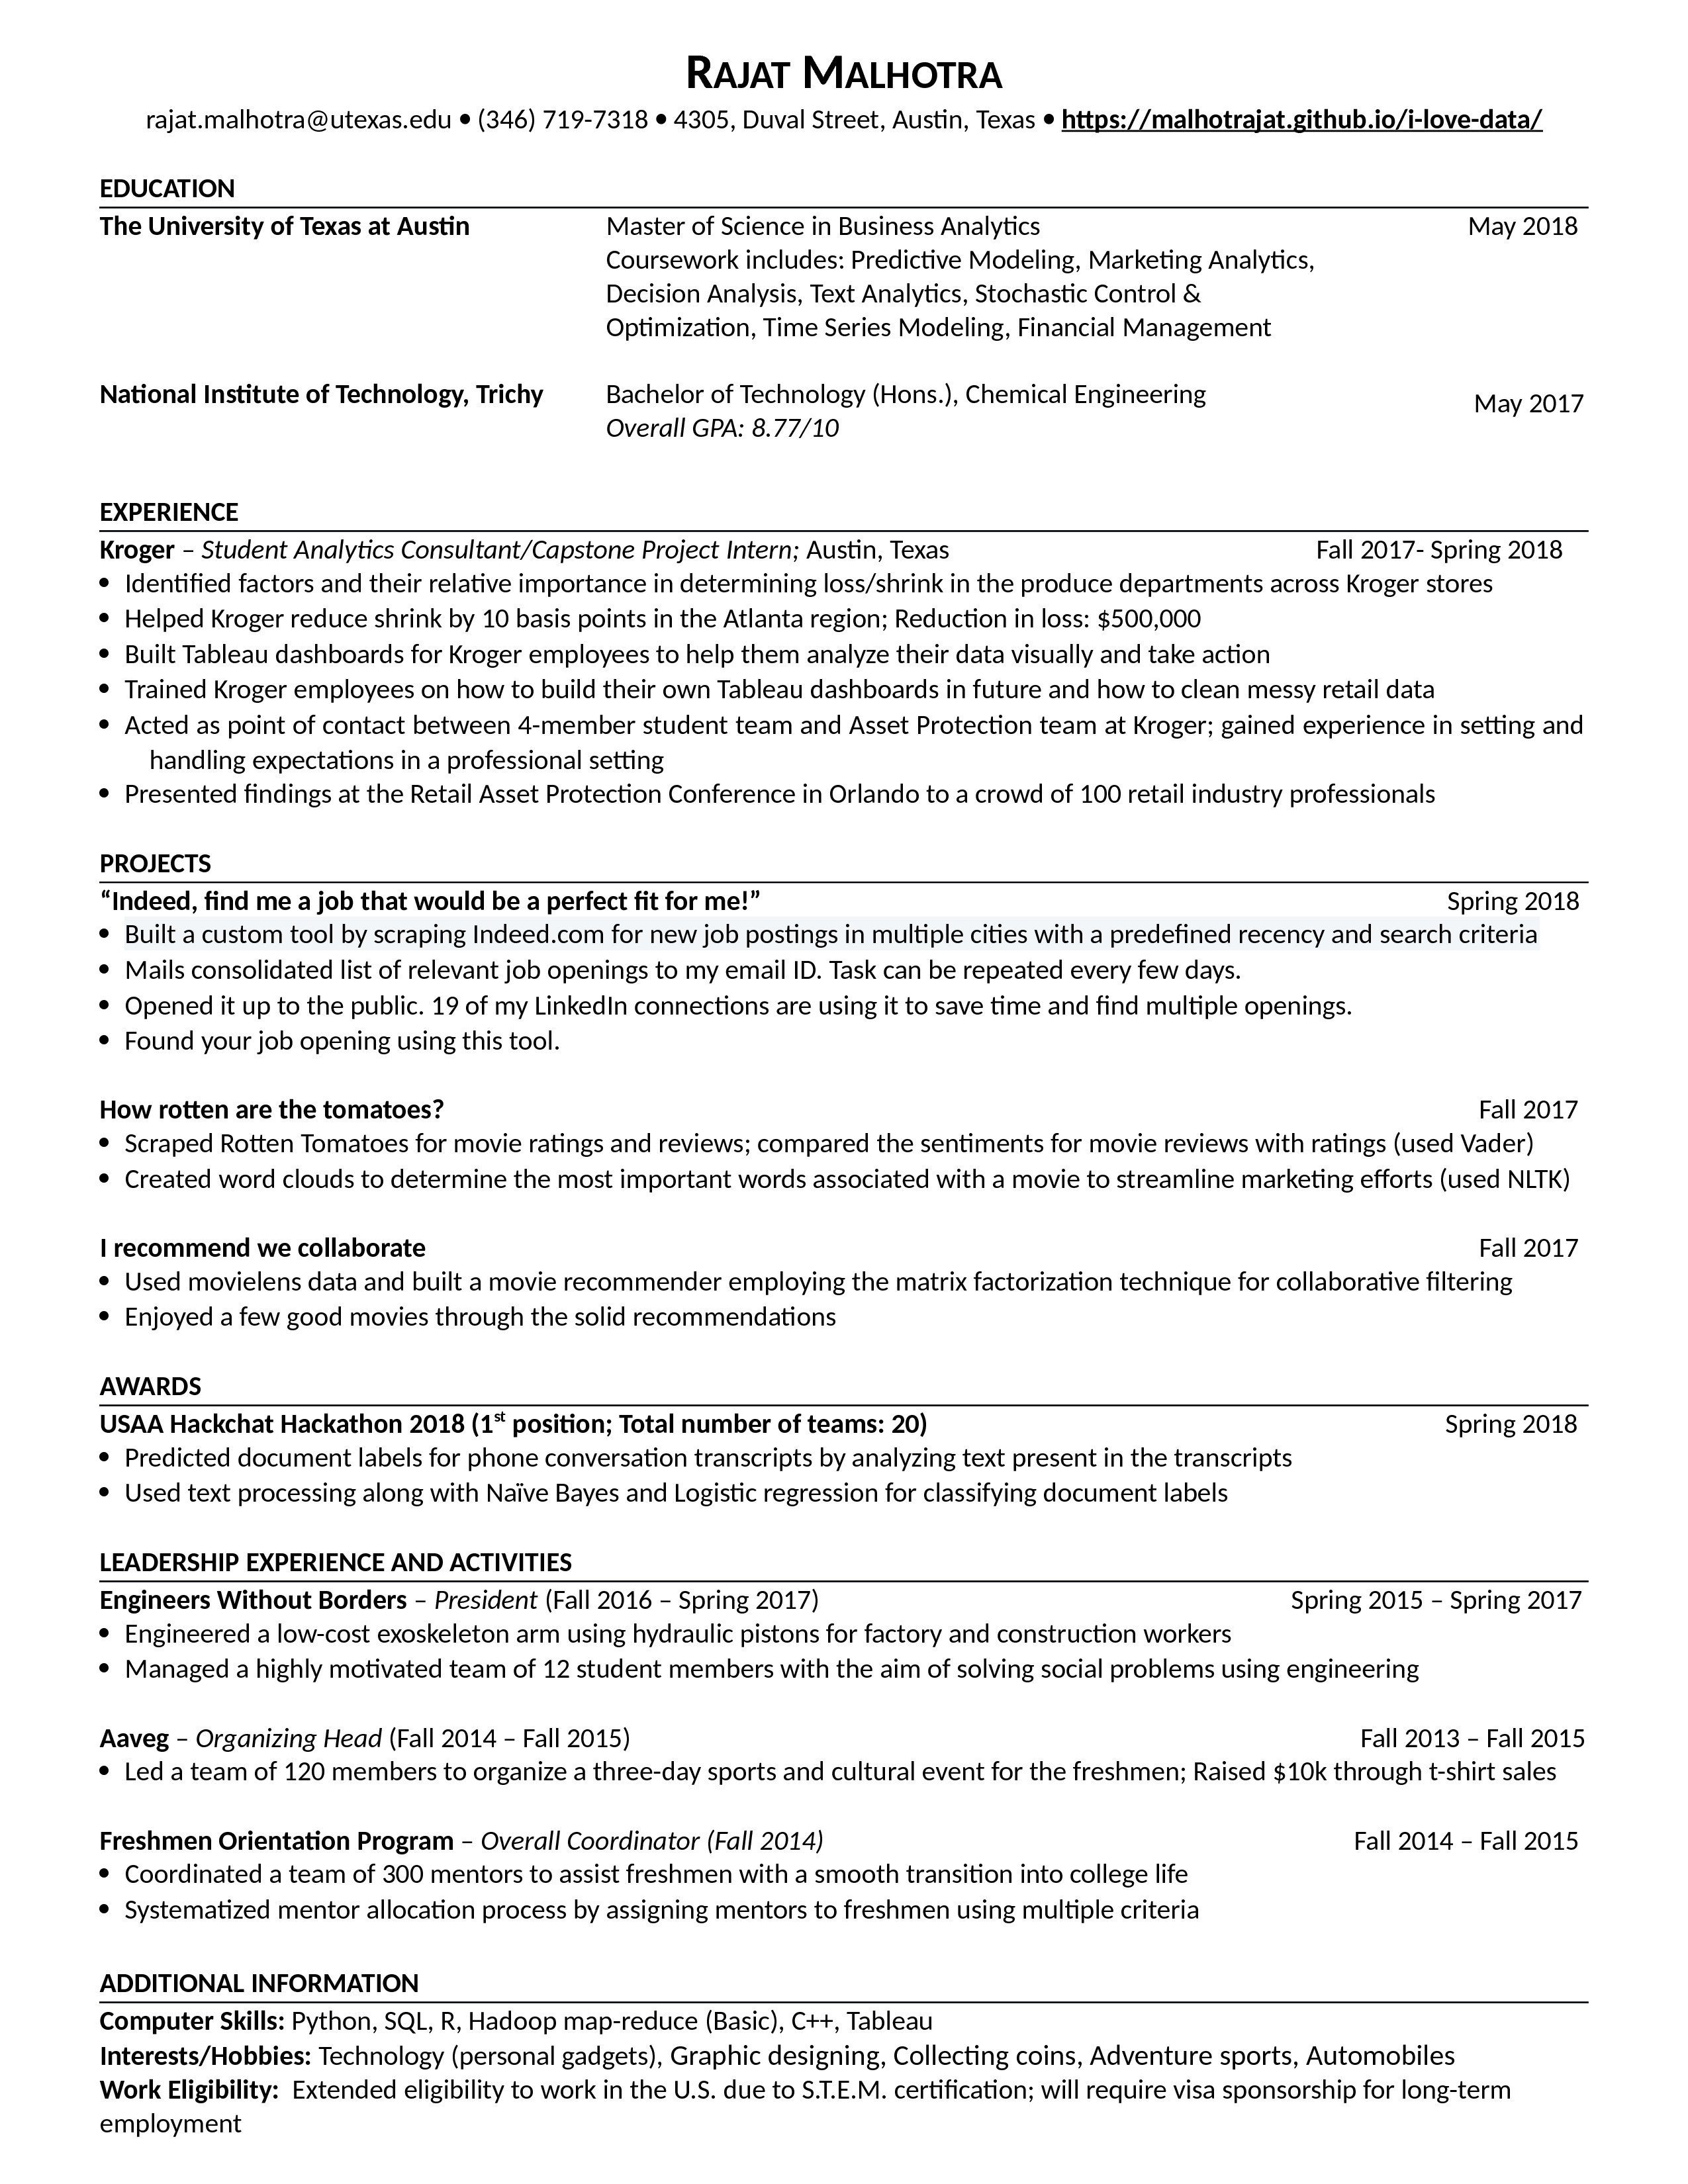 RAJAT MALHOTRA
rajat.malhotra@utexas.edu • (346) 719-7318 • 4305, Duval Street, Austin, Texas • https://malhotrajat.github.io/i-love-data/
EDUCATION
The University of Texas at Austin Master of Science in Business Analytics May 2018
Coursework includes: Predictive Modeling, Marketing Analytics,
Decision Analysis, Text Analytics, Stochastic Control &
Optimization, Time Series Modeling, Financial Management
National Institute of Technology, Trichy Bachelor of Technology (Hons.), Chemical Engineering May 2017
Overall GPA: 8.77/10
EXPERIENCE
Kroger – Student Analytics Consultant/Capstone Project Intern; Austin, Texas Fall 2017- Spring 2018
• Identified factors and their relative importance in determining loss/shrink in the produce departments across Kroger stores
• Helped Kroger reduce shrink by 10 basis points in the Atlanta region; Reduction in loss: $500,000
• Built Tableau dashboards for Kroger employees to help them analyze their data visually and take action
• Trained Kroger employees on how to build their own Tableau dashboards in future and how to clean messy retail data
• Acted as point of contact between 4-member student team and Asset Protection team at Kroger; gained experience in setting and
handling expectations in a professional setting
• Presented findings at the Retail Asset Protection Conference in Orlando to a crowd of 100 retail industry professionals
PROJECTS
“Indeed, find me a job that would be a perfect fit for me!” Spring 2018
• Built a custom tool by scraping Indeed.com for new job postings in multiple cities with a predefined recency and search criteria
• Mails consolidated list of relevant job openings to my email ID. Task can be repeated every few days.
• Opened it up to the public. 19 of my LinkedIn connections are using it to save time and find multiple openings.
• Found your job opening using this tool.
How rotten are the tomatoes? Fall 2017
• Scraped Rotten Tomatoes for movie ratings and reviews; compared the sentiments for movie reviews with ratings (used Vader)
• Created word clouds to determine the most important words associated with a movie to streamline marketing efforts (used NLTK)
I recommend we collaborate Fall 2017
• Used movielens data and built a movie recommender employing the matrix factorization technique for collaborative filtering
• Enjoyed a few good movies through the solid recommendations
AWARDS
USAA Hackchat Hackathon 2018 (1st position; Total number of teams: 20) Spring 2018
• Predicted document labels for phone conversation transcripts by analyzing text present in the transcripts
• Used text processing along with Naïve Bayes and Logistic regression for classifying document labels
LEADERSHIP EXPERIENCE AND ACTIVITIES
Engineers Without Borders – President (Fall 2016 – Spring 2017) Spring 2015 – Spring 2017
• Engineered a low-cost exoskeleton arm using hydraulic pistons for factory and construction workers
• Managed a highly motivated team of 12 student members with the aim of solving social problems using engineering
Aaveg – Organizing Head (Fall 2014 – Fall 2015) Fall 2013 – Fall 2015
• Led a team of 120 members to organize a three-day sports and cultural event for the freshmen; Raised $10k through t-shirt sales
Freshmen Orientation Program – Overall Coordinator (Fall 2014) Fall 2014 – Fall 2015
• Coordinated a team of 300 mentors to assist freshmen with a smooth transition into college life
• Systematized mentor allocation process by assigning mentors to freshmen using multiple criteria
ADDITIONAL INFORMATION
Computer Skills: Python, SQL, R, Hadoop map-reduce (Basic), C++, Tableau
Interests/Hobbies: Technology (personal gadgets), Graphic designing, Collecting coins, Adventure sports, Automobiles
Work Eligibility: Extended eligibility to work in the U.S. due to S.T.E.M. certification; will require visa sponsorship for long-term
employment